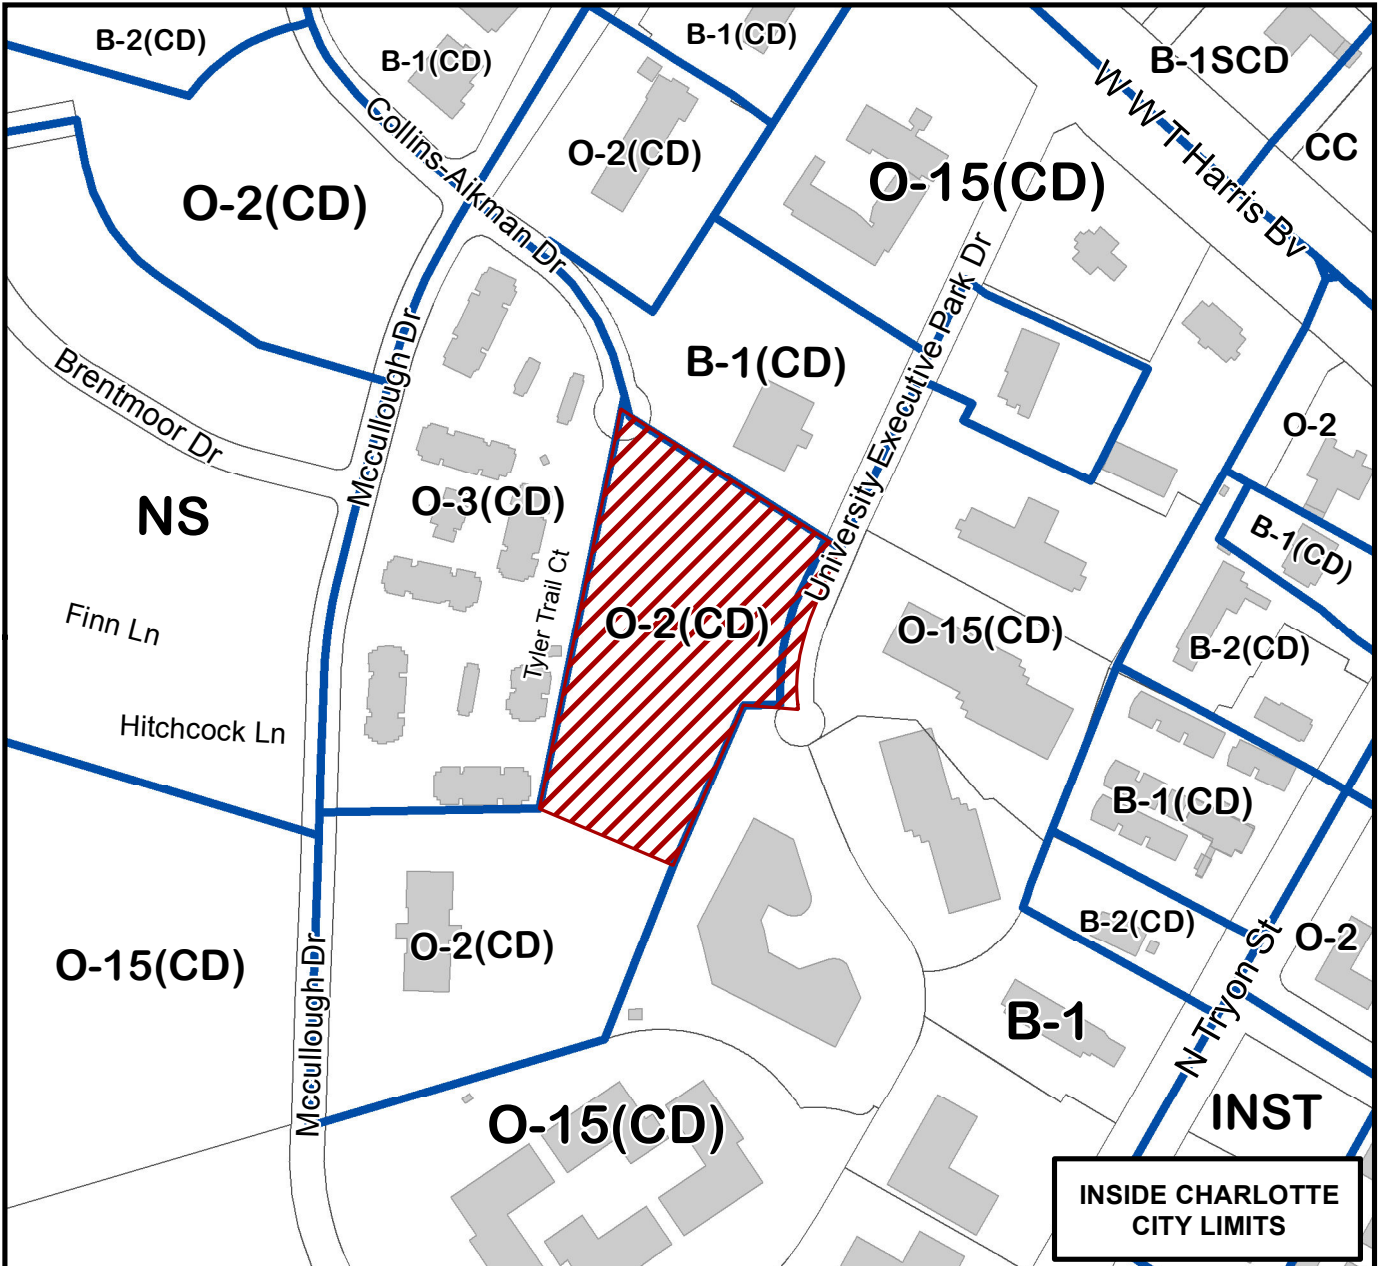 B-2(CD)
B-1(CD)
B-1(CD)
B-1SCD
CC
Collins-Aikman Dr
O-2(CD)
O-15(CD)
W W T Harris Bv
O-2(CD)
Mccullough Dr
B-1(CD)
University Executive Park Dr
Brentmoor Dr
O-2
NS
O-3(CD)
Tyler Trail Ct
B-1(CD)
Finn Ln
O-2(CD)
O-15(CD)
B-2(CD)
Hitchcock Ln
B-1(CD)
O-15(CD)
O-2(CD)
B-2(CD)
O-2
Mccullough Dr
B-1
N Tryon St
O-15(CD)
INST
INSIDE CHARLOTTE
CITY LIMITS